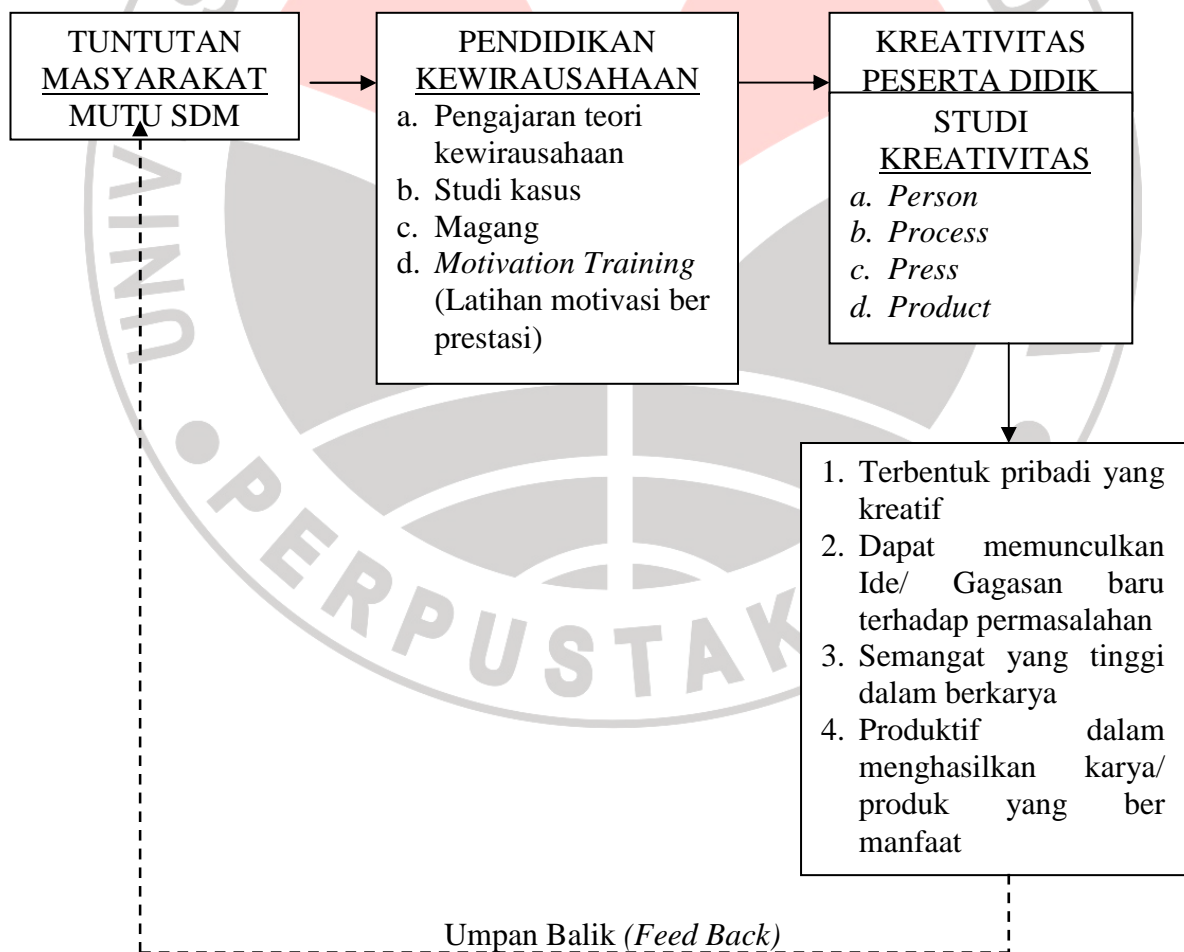 TUNTUTAN
MASYARAKAT
MUTU SDM
PENDIDIKAN
KEWIRAUSAHAAN
a. Pengajaran teori
kewirausahaan
b. Studi kasus
c. Magang
d. Motivation Training
(Latihan motivasi ber
prestasi)
KREATIVITAS
PESERTA DIDIK
STUDI
KREATIVITAS
a. Person
b. Process
c. Press
d. Product
1. Terbentuk pribadi yang
kreatif
2. Dapat memunculkan
Ide/ Gagasan baru
terhadap permasalahan
3. Semangat yang tinggi
dalam berkarya
4. Produktif dalam
menghasilkan karya/
produk yang ber
manfaat
Umpan Balik (Feed Back)
UNIV
PERPUSTAK